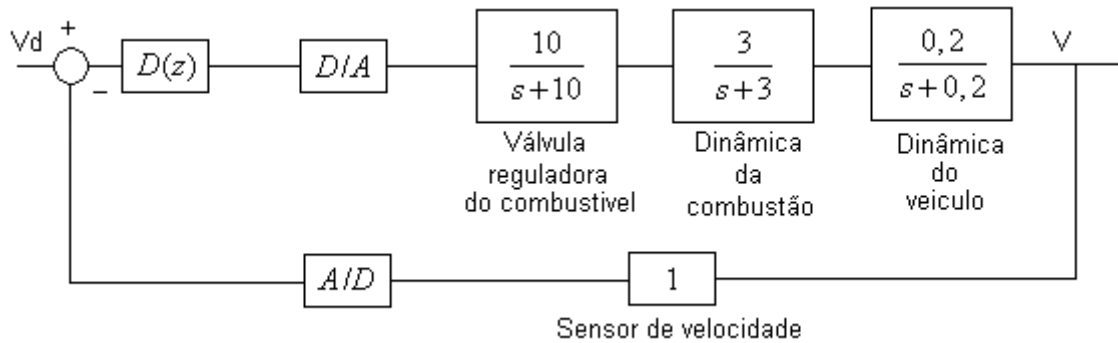 Vd
+
−
D(z)
D/A
10
s+10
3
s+3
0,2
s+0,2
V
Válvula
reguladora
do combustivel
Dinâmica
da
combustão
Dinâmica
do
veiculo
A/D
1
Sensor de velocidade